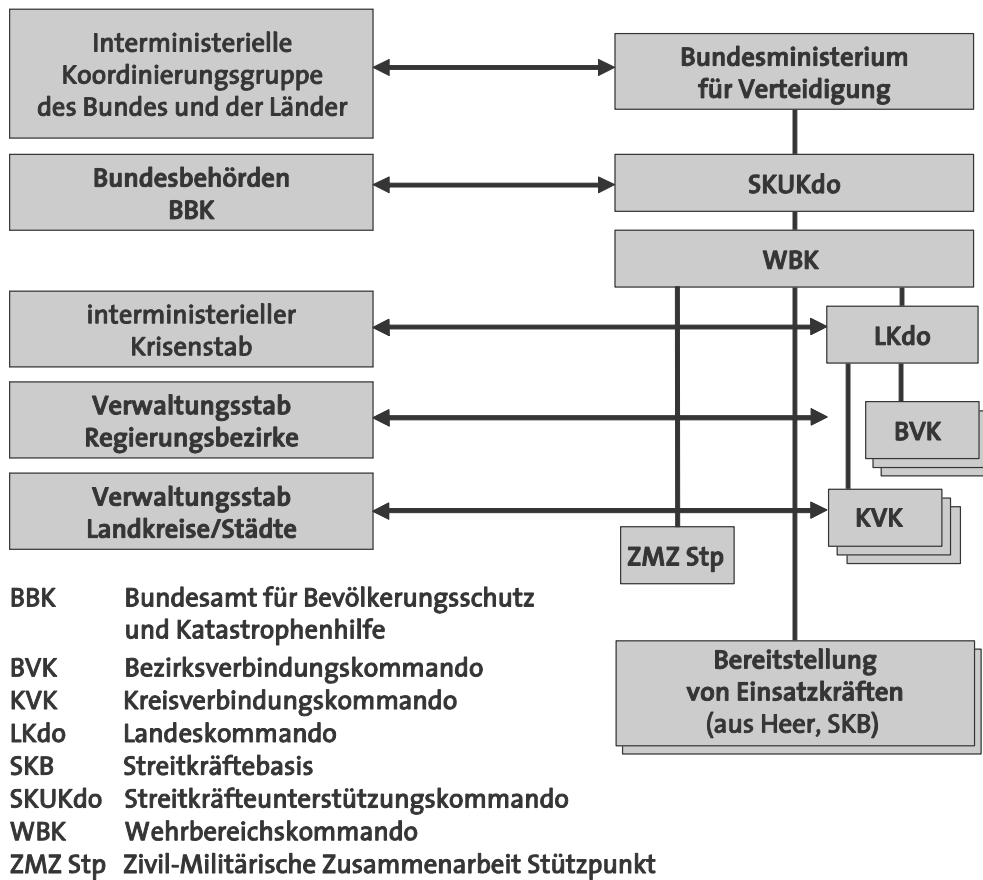 Interministerielle
Koordinierungsgruppe
des Bundes und der Länder
Bundesministerium
für Verteidigung
Bundesbehörden
BBK
SKUKdo
WBK
interministerieller
Krisenstab
LKdo
Verwaltungsstab
Regierungsbezirke
BVK
Verwaltungsstab
Landkreise/Städte
KVK
ZMZ Stp
Bereitstellung
von Einsatzkräften
(aus Heer, SKB)
BBK Bundesamt für Bevölkerungsschutz
und Katastrophenhilfe
BVK Bezirksverbindungskommando
KVK Kreisverbindungskommando
LKdo Landeskommando
SKB Streitkräftebasis
SKUKdo Streitkräfteunterstützungskommando
WBK Wehrbereichskommando
ZMZ Stp Zivil-Militärische Zusammenarbeit Stützpunkt